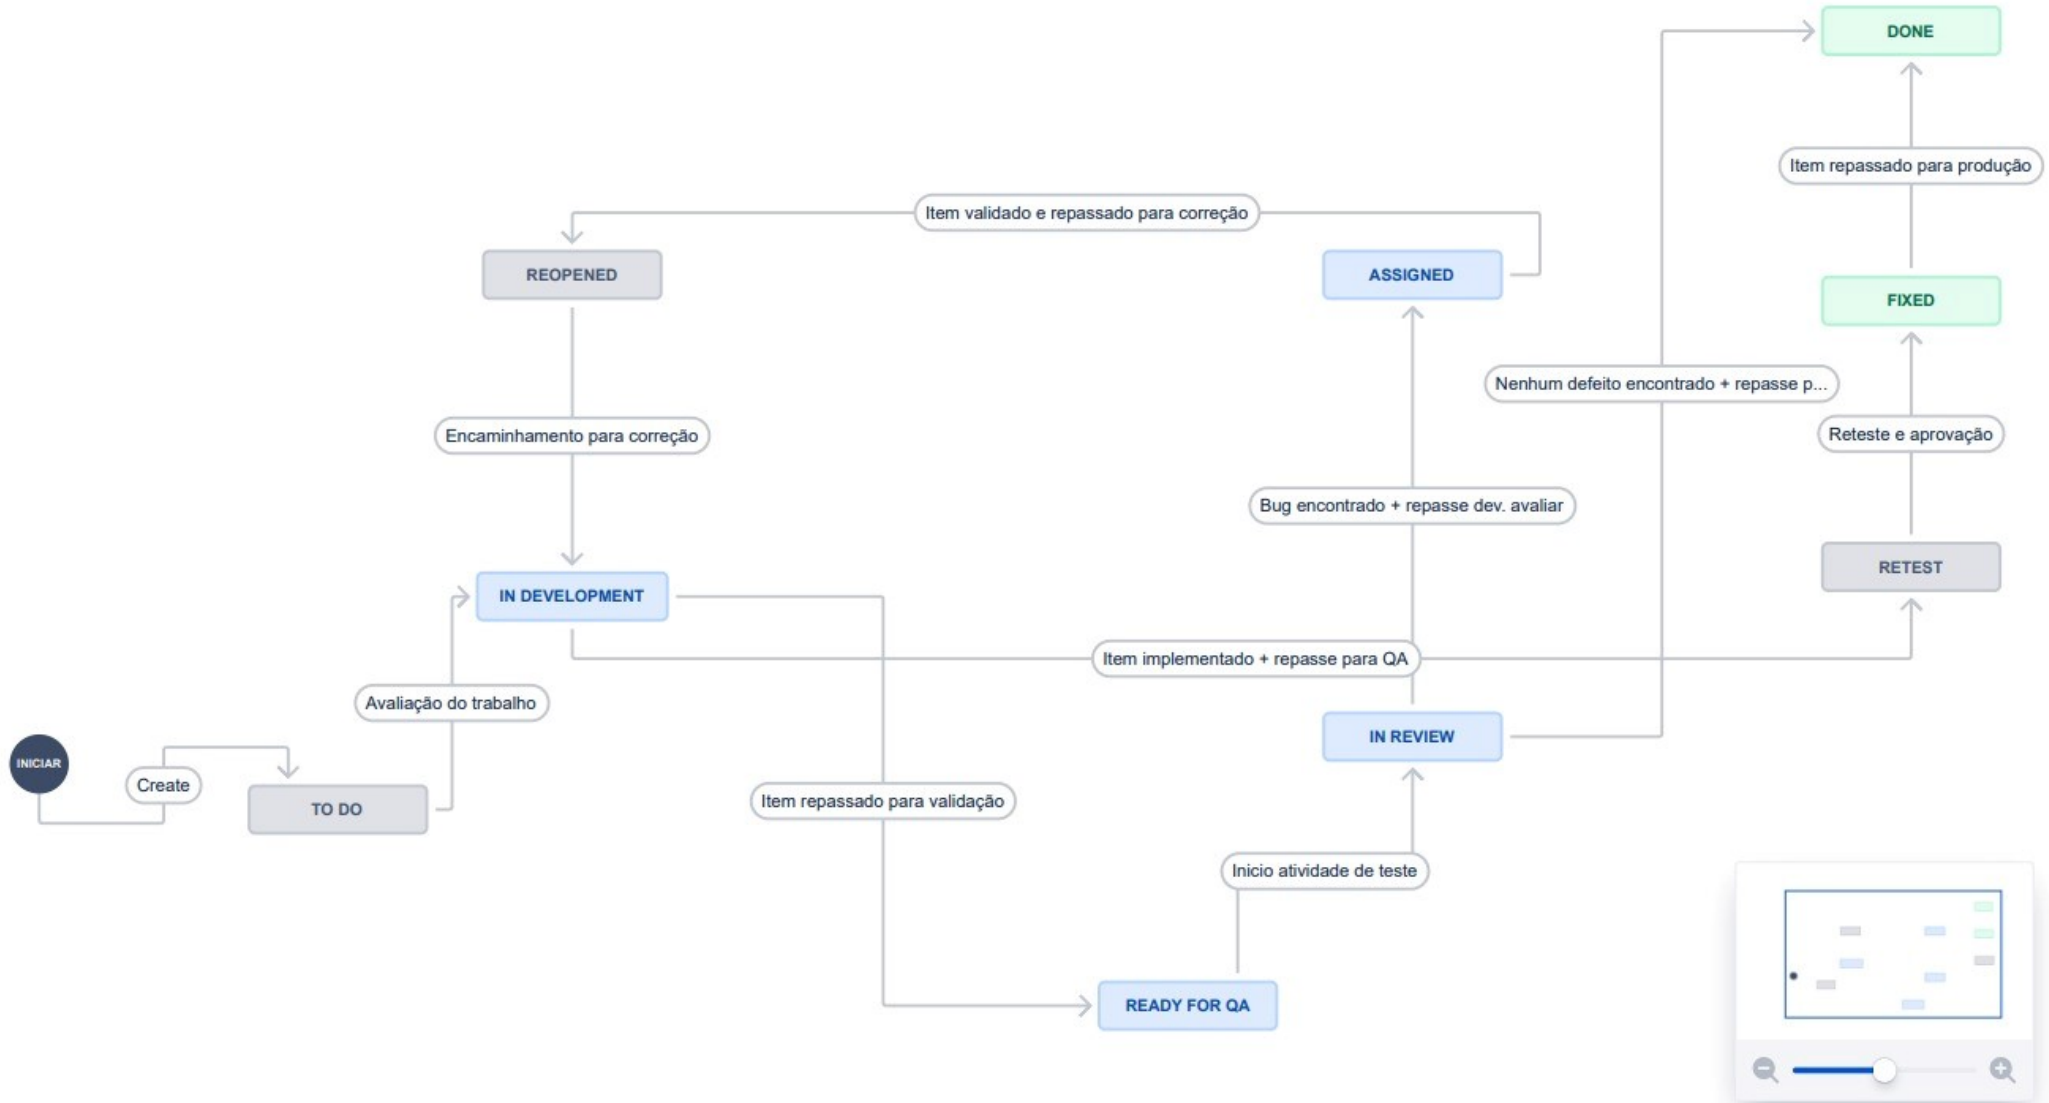 DONE
Item repassado para produção
Item validado e repassado para correção
REOPENED
ASSIGNED
FIXED
Nenhum defeito encontrado + repasse p...
Encaminhamento para correção
Reteste e aprovação
Bug encontrado + repasse dev. avaliar
RETEST
IN DEVELOPMENT
Item implementado + repasse para QA
Avaliação do trabalho
IN REVIEW
INICIAR
Create
TO DO
Item repassado para validação
Inicio atividade de teste
READY FOR QA